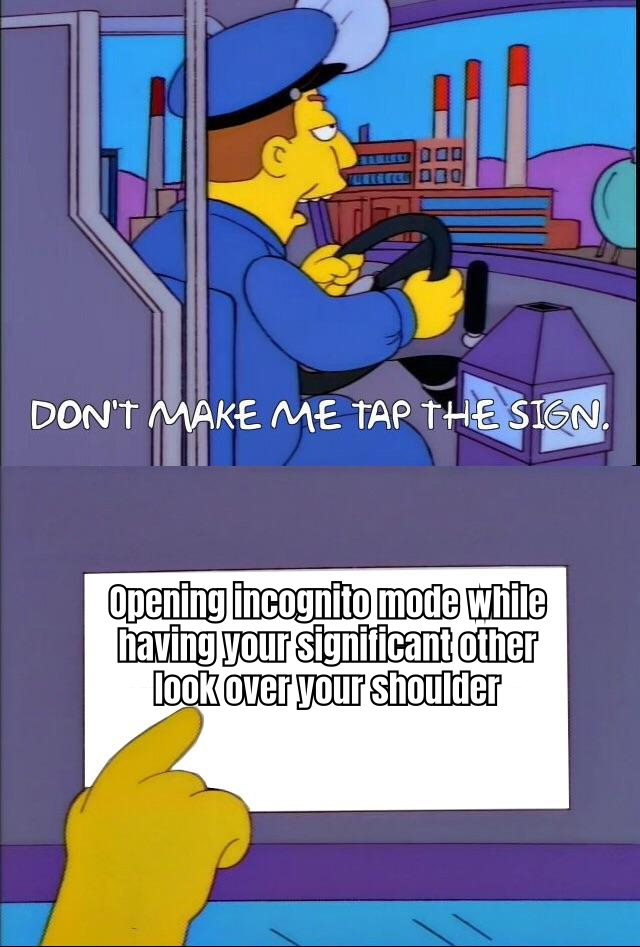 DON'T MAKE ME TAP THE SIGN.
Opening incognito mode while
having your significant other
look over your shoulder